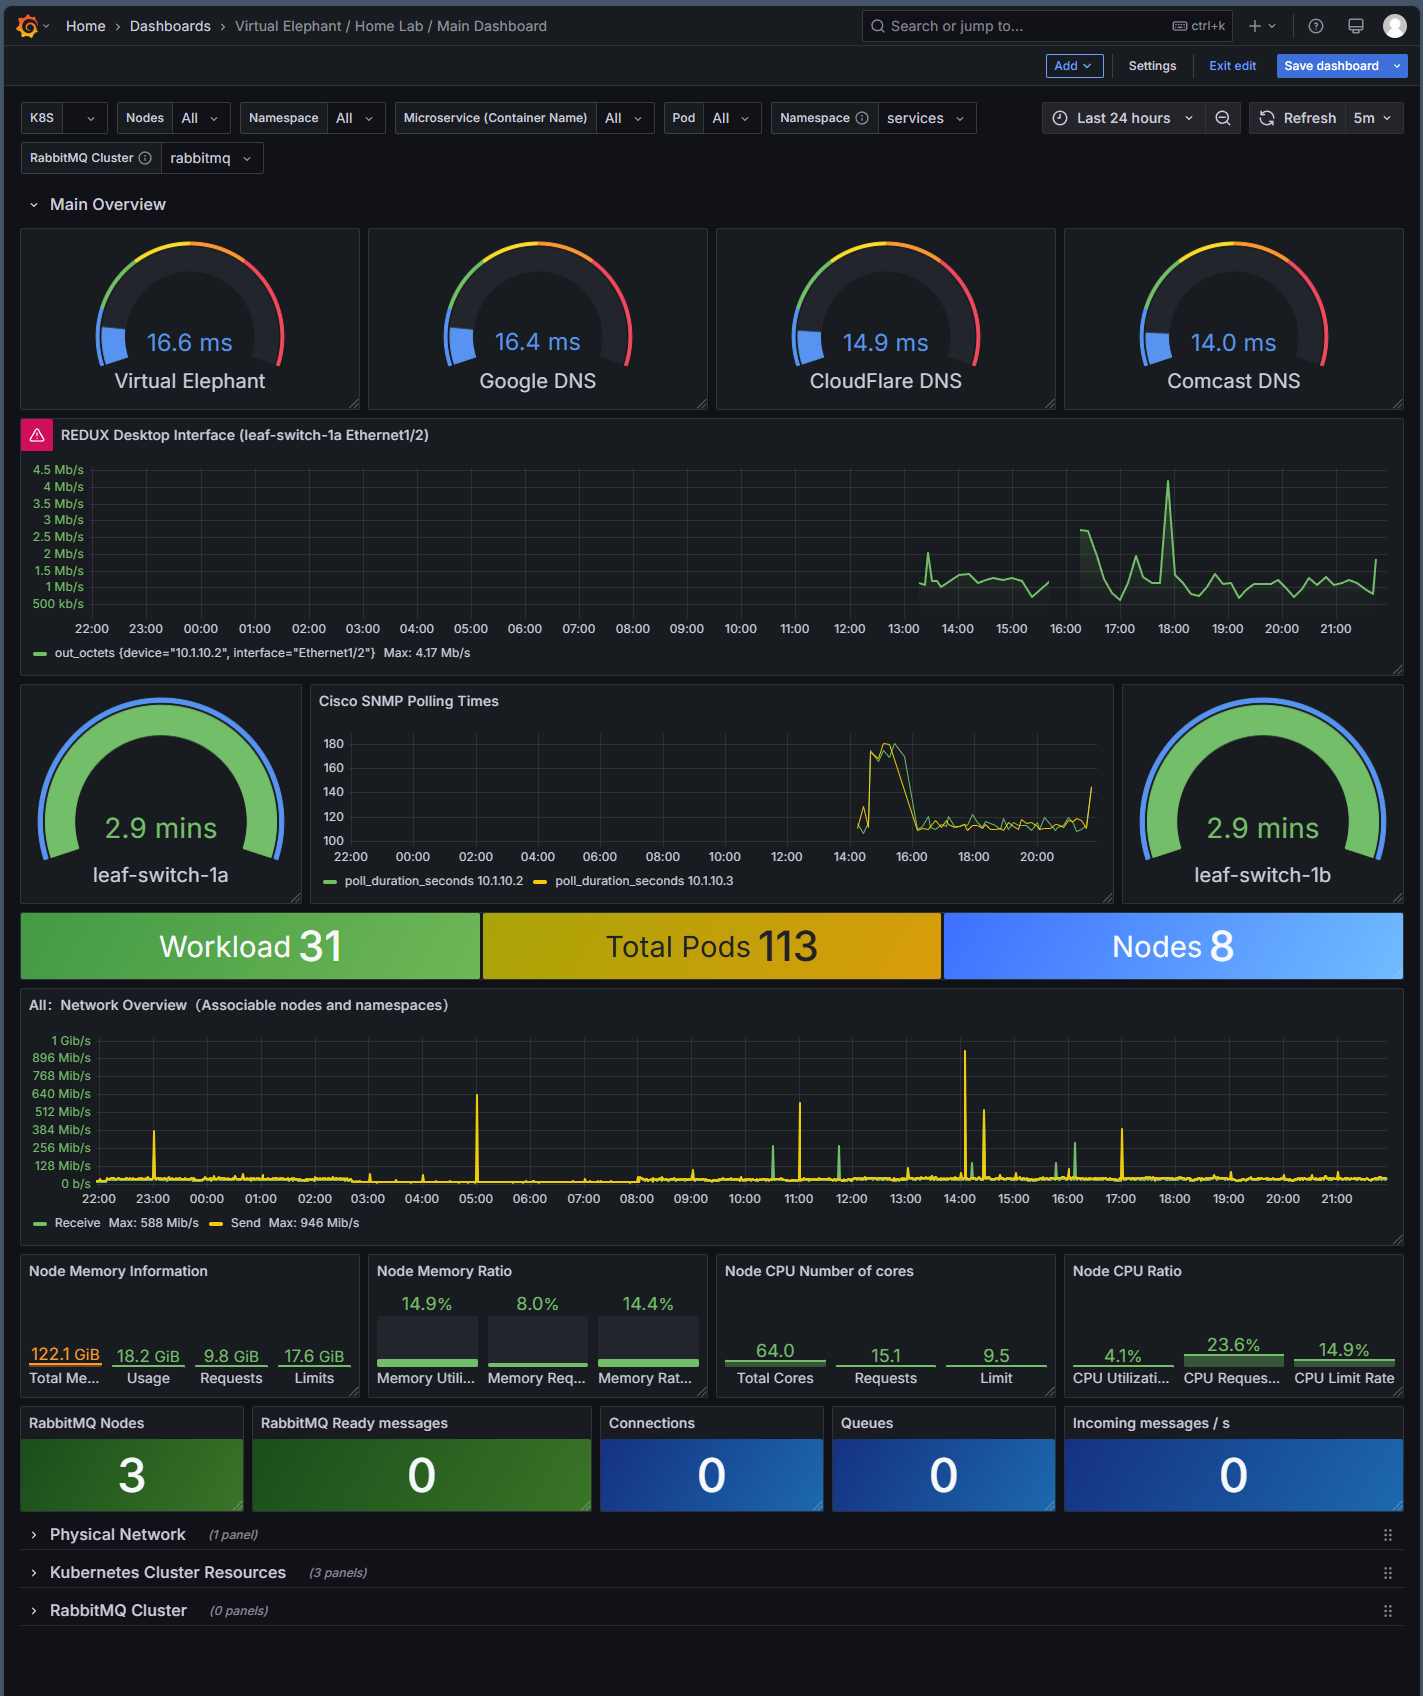 Home › Dashboards › Virtual Elephant / Home Lab / Main Dashboard
Search or jump to... ctrl+k
Add Settings Exit edit Save dashboard
K8S Nodes All Namespace All Microservice (Container Name) All Pod All Namespace services Last 24 hours Refresh 5m
RabbitMQ Cluster rabbitmq
Main Overview
16.6 ms 16.4 ms 14.9 ms 14.0 ms
Virtual Elephant Google DNS CloudFlare DNS Comcast DNS
REDUX Desktop Interface (leaf-switch-1a Ethernet1/2)
4.5 Mb/s
4 Mb/s
3.5 Mb/s
3 Mb/s
2.5 Mb/s
2 Mb/s
1.5 Mb/s
1 Mb/s
500 kb/s
22:00 23:00 00:00 01:00 02:00 03:00 04:00 05:00 06:00 07:00 08:00 09:00 10:00 11:00 12:00 13:00 14:00 15:00 16:00 17:00 18:00 19:00 20:00 21:00
out_octets {device="10.1.10.2", interface="Ethernet1/2"} Max: 4.17 Mb/s
2.9 mins
leaf-switch-1a
Cisco SNMP Polling Times
180
160
140
120
100
22:00 00:00 02:00 04:00 06:00 08:00 10:00 12:00 14:00 16:00 18:00 20:00
poll_duration_seconds 10.1.10.2 poll_duration_seconds 10.1.10.3
2.9 mins
leaf-switch-1b
Workload 31 Total Pods 113 Nodes 8
All：Network Overview（Associable nodes and namespaces）
1 Gib/s
896 Mib/s
768 Mib/s
640 Mib/s
512 Mib/s
384 Mib/s
256 Mib/s
128 Mib/s
0 b/s
22:00 23:00 00:00 01:00 02:00 03:00 04:00 05:00 06:00 07:00 08:00 09:00 10:00 11:00 12:00 13:00 14:00 15:00 16:00 17:00 18:00 19:00 20:00 21:00
Receive Max: 588 Mib/s Send Max: 946 Mib/s
Node Memory Information
122.1 GiB 18.2 GiB 9.8 GiB 17.6 GiB
Total Me... Usage Requests Limits
Node Memory Ratio
14.9% 8.0% 14.4%
Memory Utili... Memory Req... Memory Rat...
Node CPU Number of cores
64.0 15.1 9.5
Total Cores Requests Limit
Node CPU Ratio
4.1% 23.6% 14.9%
CPU Utilizati... CPU Reques... CPU Limit Rate
RabbitMQ Nodes
3
RabbitMQ Ready messages
0
Connections
0
Queues
0
Incoming messages / s
0
Physical Network (1 panel)
Kubernetes Cluster Resources (3 panels)
RabbitMQ Cluster (0 panels)